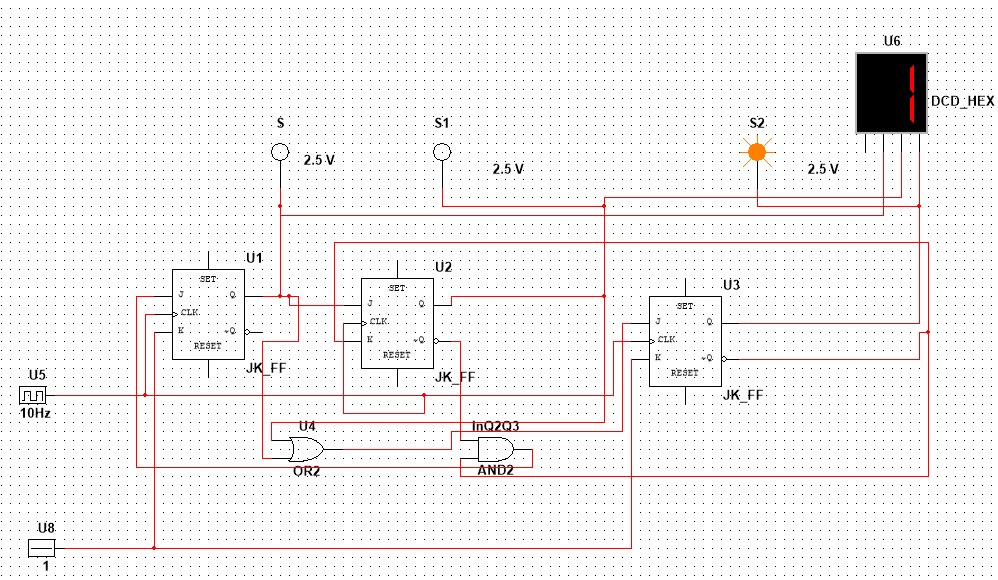 U6
DCD_HEX
S
2.5 V
S1
2.5 V
S2
2.5 V
U1
SET
J
Q
CLK
K
~Q
RESET
JK_FF
U2
SET
J
Q
CLK
K
~Q
RESET
JK_FF
U3
SET
J
Q
CLK
K
~Q
RESET
JK_FF
U5
10Hz
U4
OR2
InQ2Q3
AND2
U8
1
1